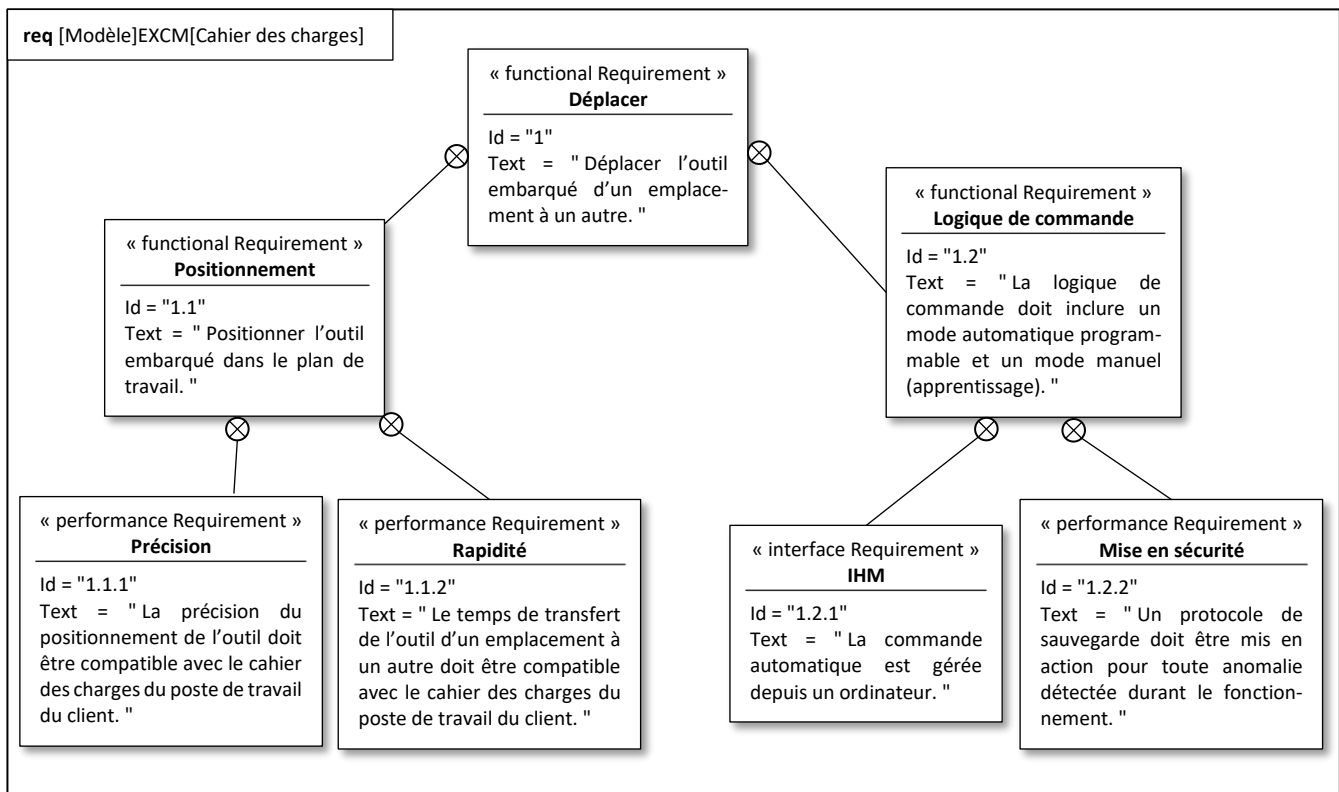 req [Modèle]EXCM[Cahier des charges]
« functional Requirement »
Déplacer
Id = "1"
Text = " Déplacer l’outil
embarqué d’un emplace-
ment à un autre. "
« functional Requirement »
Positionnement
Id = "1.1"
Text = " Positionner l’outil
embarqué dans le plan de
travail. "
« functional Requirement »
Logique de commande
Id = "1.2"
Text = " La logique de
commande doit inclure un
mode automatique program-
mable et un mode manuel
(apprentissage). "
« performance Requirement »
Précision
Id = "1.1.1"
Text = " La précision du
positionnement de l’outil doit
être compatible avec le cahier
des charges du poste de travail
du client. "
« performance Requirement »
Rapidité
Id = "1.1.2"
Text = " Le temps de transfert
de l’outil d’un emplacement à
un autre doit être compatible
avec le cahier des charges du
poste de travail du client. "
« interface Requirement »
IHM
Id = "1.2.1"
Text = " La commande
automatique est gérée
depuis un ordinateur. "
« performance Requirement »
Mise en sécurité
Id = "1.2.2"
Text = " Un protocole de
sauvegarde doit être mis en
action pour toute anomalie
détectée durant le fonction-
nement. "